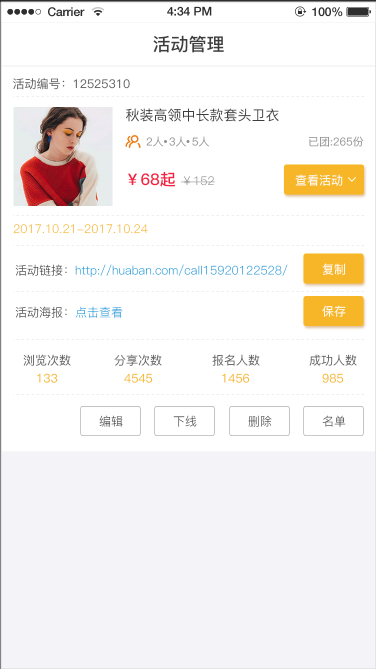 Carrier 4:34 PM 100%
活动管理
活动编号：12525310
秋装高领中长款套头卫衣
2人•3人•5人 已团:265份
￥68起 ￥152 查看活动
2017.10.21-2017.10.24
活动链接：http://huaban.com/call15920122528/ 复制
活动海报：点击查看 保存
浏览次数 分享次数 报名人数 成功人数
133 4545 1456 985
编辑 下线 删除 名单